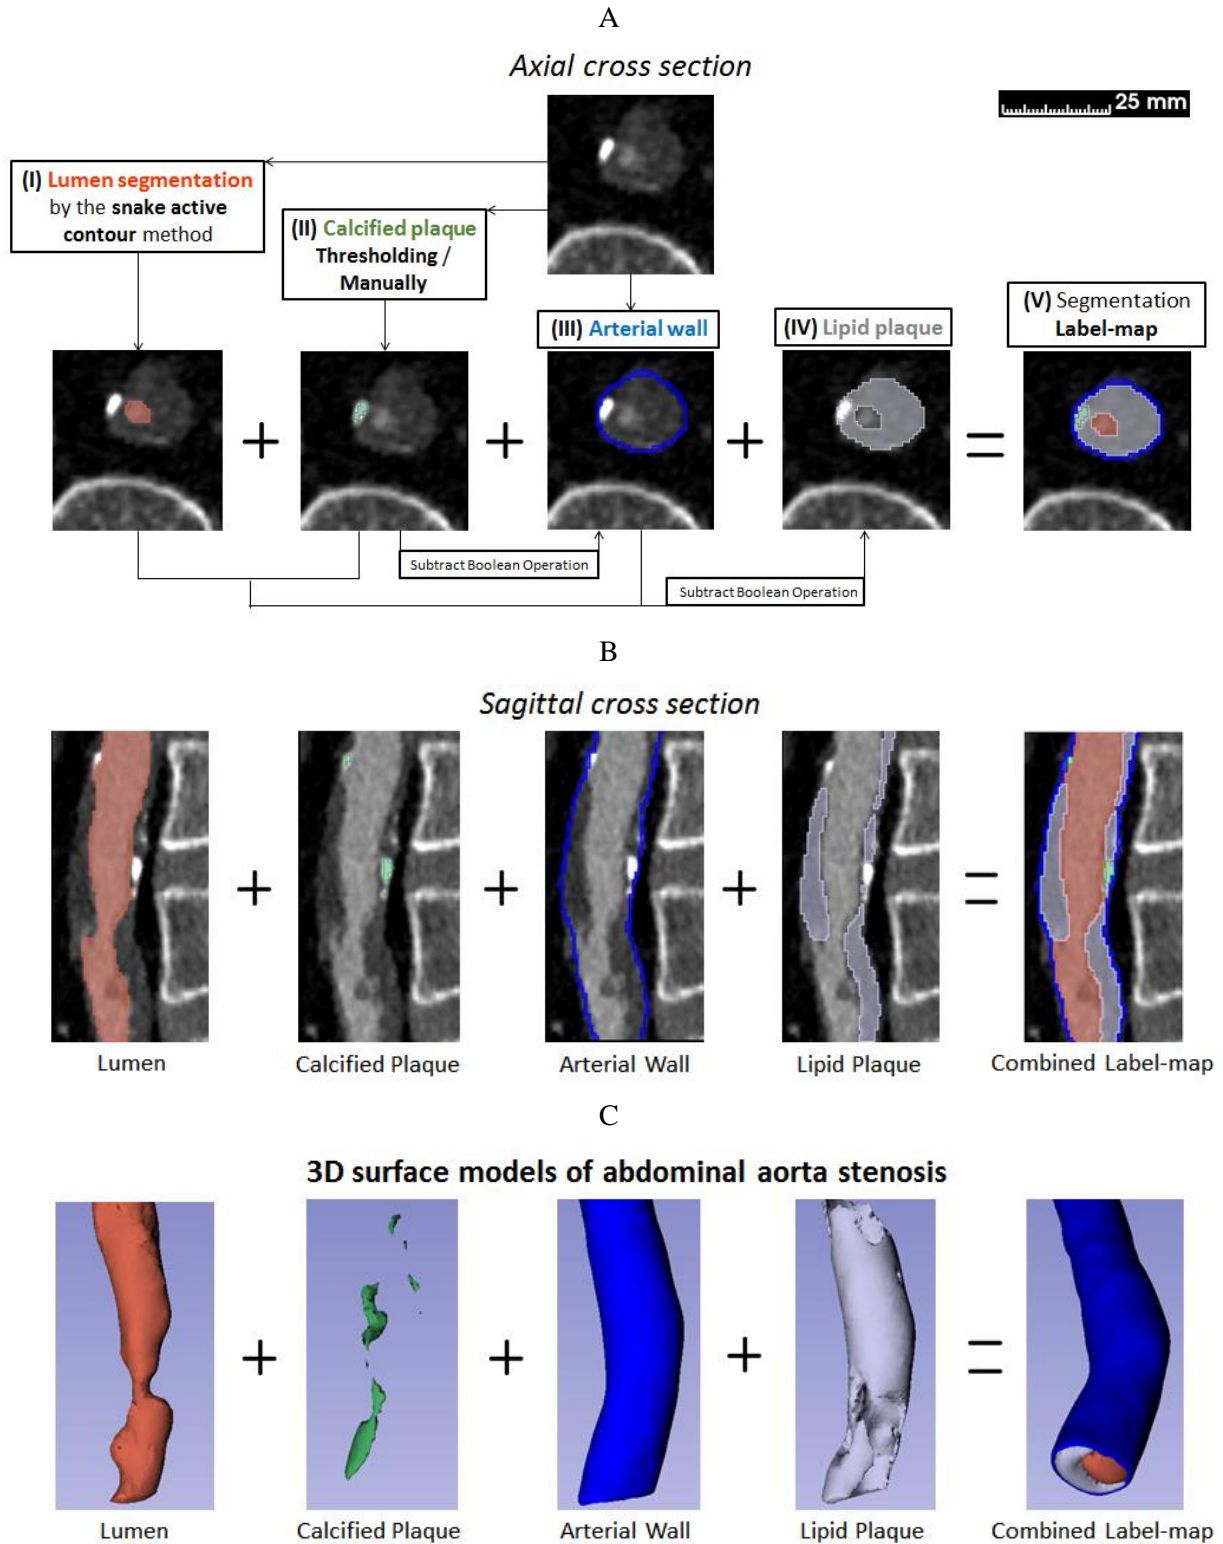 A
Axial cross section
25 mm
(I) Lumen segmentation
by the snake active
contour method
(II) Calcified plaque
Thresholding /
Manually
(III) Arterial wall
(IV) Lipid plaque
(V) Segmentation
Label-map
+
+
+
=
Subtract Boolean Operation
Subtract Boolean Operation
B
Sagittal cross section
+
+
+
=
Lumen
Calcified Plaque
Arterial Wall
Lipid Plaque
Combined Label-map
C
3D surface models of abdominal aorta stenosis
+
+
+
=
Lumen
Calcified Plaque
Arterial Wall
Lipid Plaque
Combined Label-map